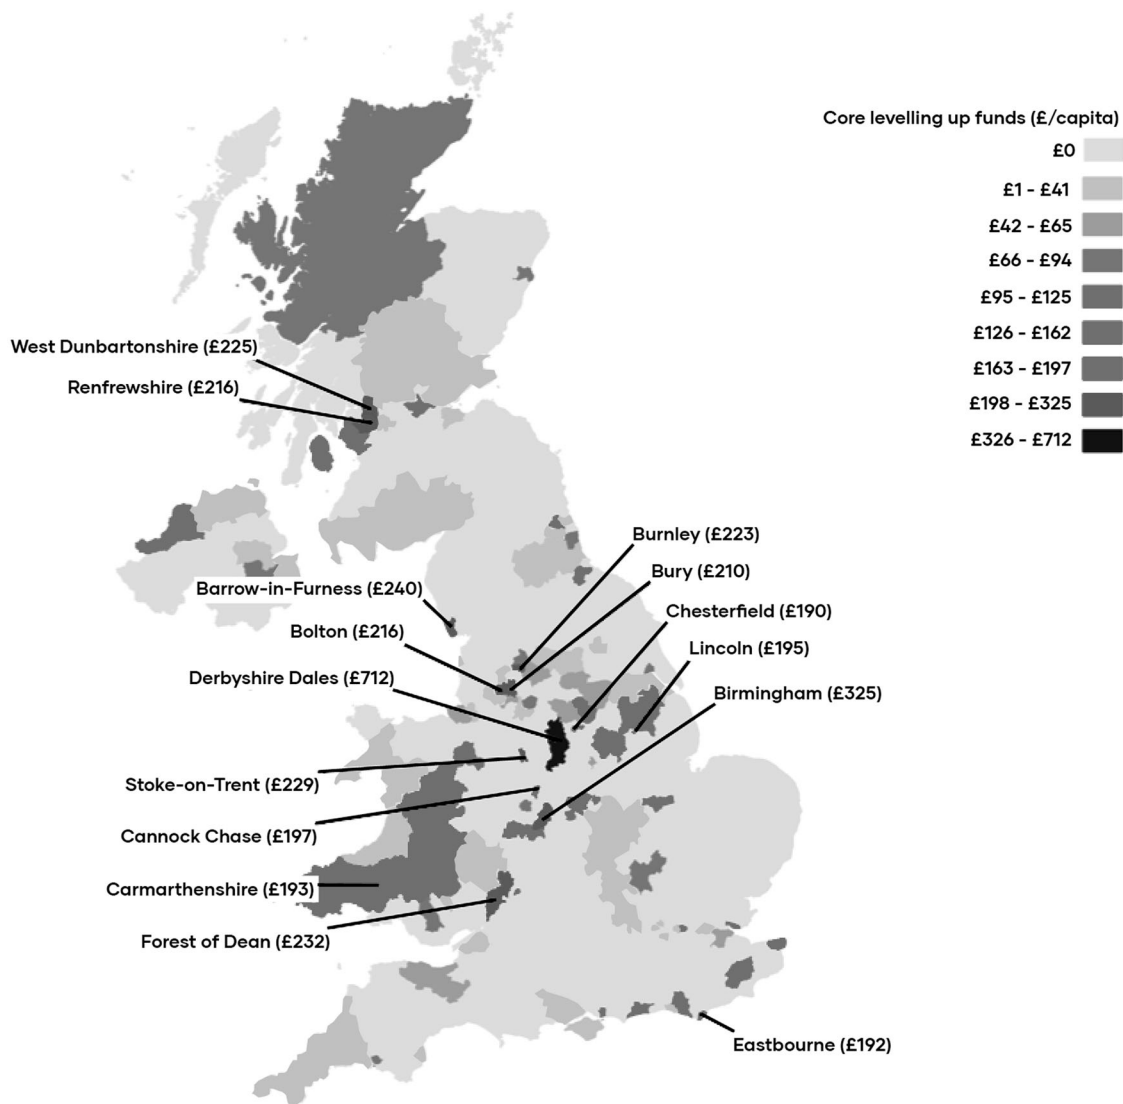 Core levelling up funds (£/capita)
£0
£1 - £41
£42 - £65
£66 - £94
£95 - £125
£126 - £162
£163 - £197
£198 - £325
£326 - £712
West Dunbartonshire (£225)
Renfrewshire (£216)
Burnley (£223)
Bury (£210)
Barrow-in-Furness (£240)
Chesterfield (£190)
Bolton (£216)
Lincoln (£195)
Derbyshire Dales (£712)
Birmingham (£325)
Stoke-on-Trent (£229)
Cannock Chase (£197)
Carmarthenshire (£193)
Forest of Dean (£232)
Eastbourne (£192)